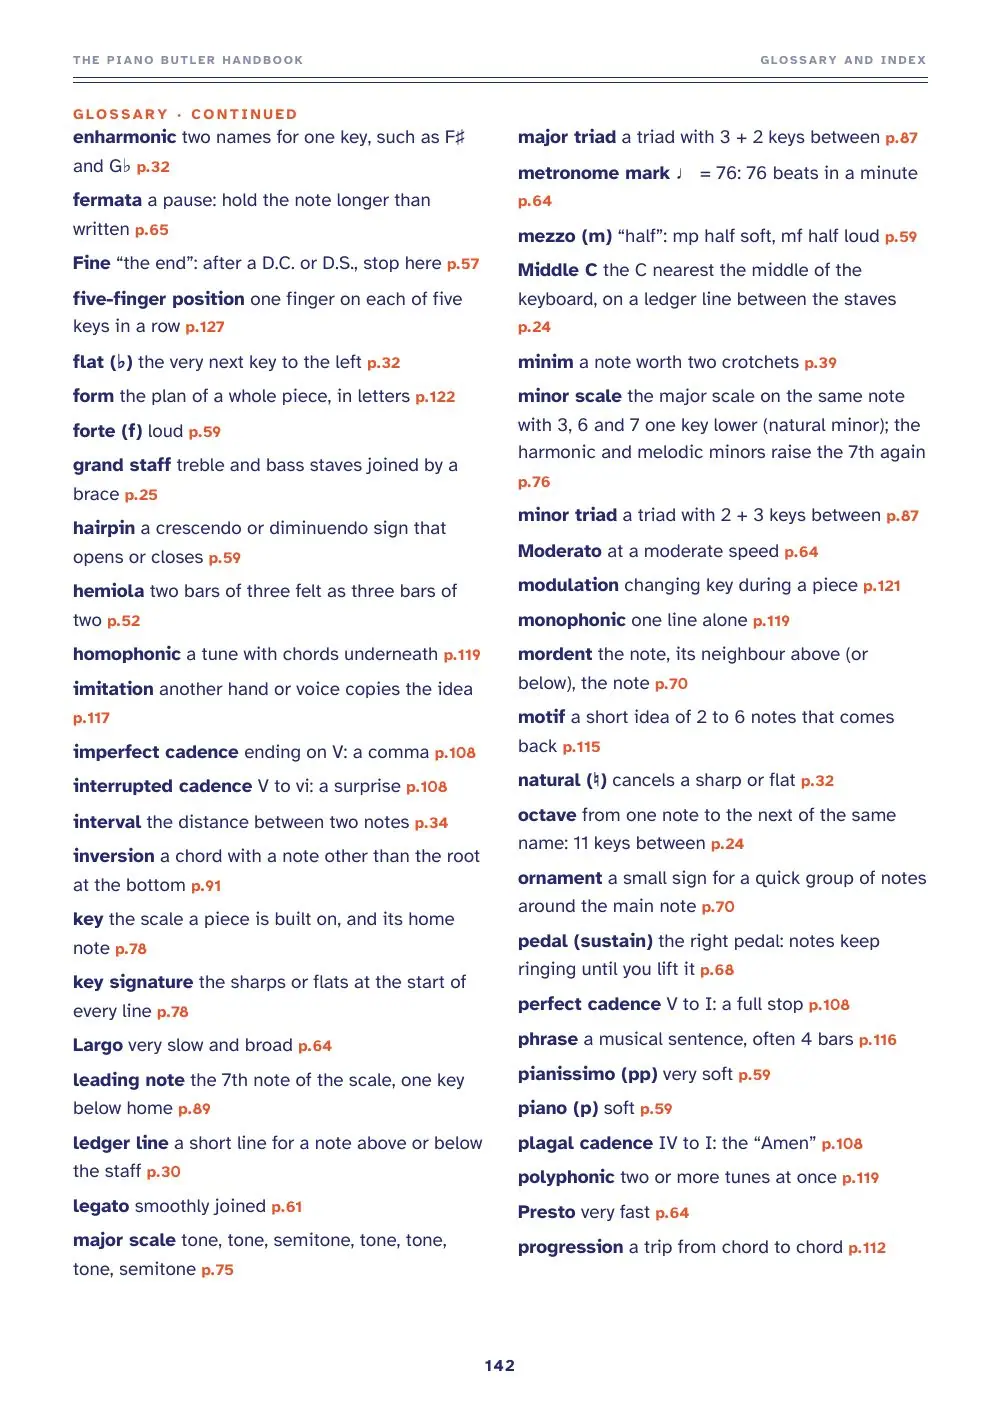 THE PIANO BUTLER HANDBOOK
GLOSSARY AND INDEX
GLOSSARY · CONTINUED
enharmonic two names for one key, such as F♯
and G♭ p.32
fermata a pause: hold the note longer than
written p.65
Fine “the end”: after a D.C. or D.S., stop here p.57
five-finger position one finger on each of five
keys in a row p.127
flat (♭) the very next key to the left p.32
form the plan of a whole piece, in letters p.122
forte (f) loud p.59
grand staff treble and bass staves joined by a
brace p.25
hairpin a crescendo or diminuendo sign that
opens or closes p.59
hemiola two bars of three felt as three bars of
two p.52
homophonic a tune with chords underneath p.119
imitation another hand or voice copies the idea
p.117
imperfect cadence ending on V: a comma p.108
interrupted cadence V to vi: a surprise p.108
interval the distance between two notes p.34
inversion a chord with a note other than the root
at the bottom p.91
key the scale a piece is built on, and its home
note p.78
key signature the sharps or flats at the start of
every line p.78
Largo very slow and broad p.64
leading note the 7th note of the scale, one key
below home p.89
ledger line a short line for a note above or below
the staff p.30
legato smoothly joined p.61
major scale tone, tone, semitone, tone, tone,
tone, semitone p.75
major triad a triad with 3 + 2 keys between p.87
metronome mark ♩ = 76: 76 beats in a minute
p.64
mezzo (m) “half”: mp half soft, mf half loud p.59
Middle C the C nearest the middle of the
keyboard, on a ledger line between the staves
p.24
minim a note worth two crotchets p.39
minor scale the major scale on the same note
with 3, 6 and 7 one key lower (natural minor); the
harmonic and melodic minors raise the 7th again
p.76
minor triad a triad with 2 + 3 keys between p.87
Moderato at a moderate speed p.64
modulation changing key during a piece p.121
monophonic one line alone p.119
mordent the note, its neighbour above (or
below), the note p.70
motif a short idea of 2 to 6 notes that comes
back p.115
natural (♮) cancels a sharp or flat p.32
octave from one note to the next of the same
name: 11 keys between p.24
ornament a small sign for a quick group of notes
around the main note p.70
pedal (sustain) the right pedal: notes keep
ringing until you lift it p.68
perfect cadence V to I: a full stop p.108
phrase a musical sentence, often 4 bars p.116
pianissimo (pp) very soft p.59
piano (p) soft p.59
plagal cadence IV to I: the “Amen” p.108
polyphonic two or more tunes at once p.119
Presto very fast p.64
progression a trip from chord to chord p.112
142